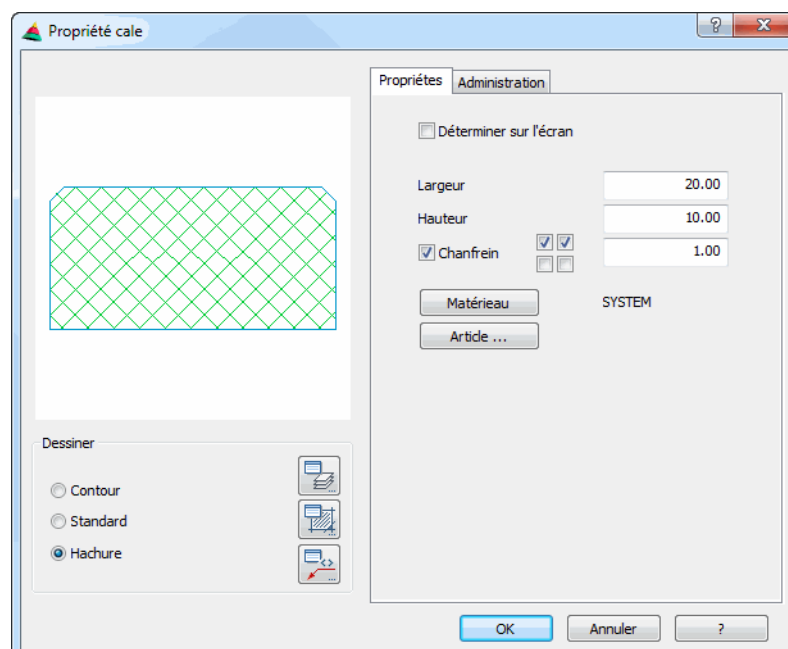 Propriété cale
?
Propriétes
Administration
Déterminer sur l'écran
Largeur 20.00
Hauteur 10.00
Chanfrein 1.00
Matérieau SYSTEM
Article ...
Dessiner
Contour
Standard
Hachure
OK
Annuler
?